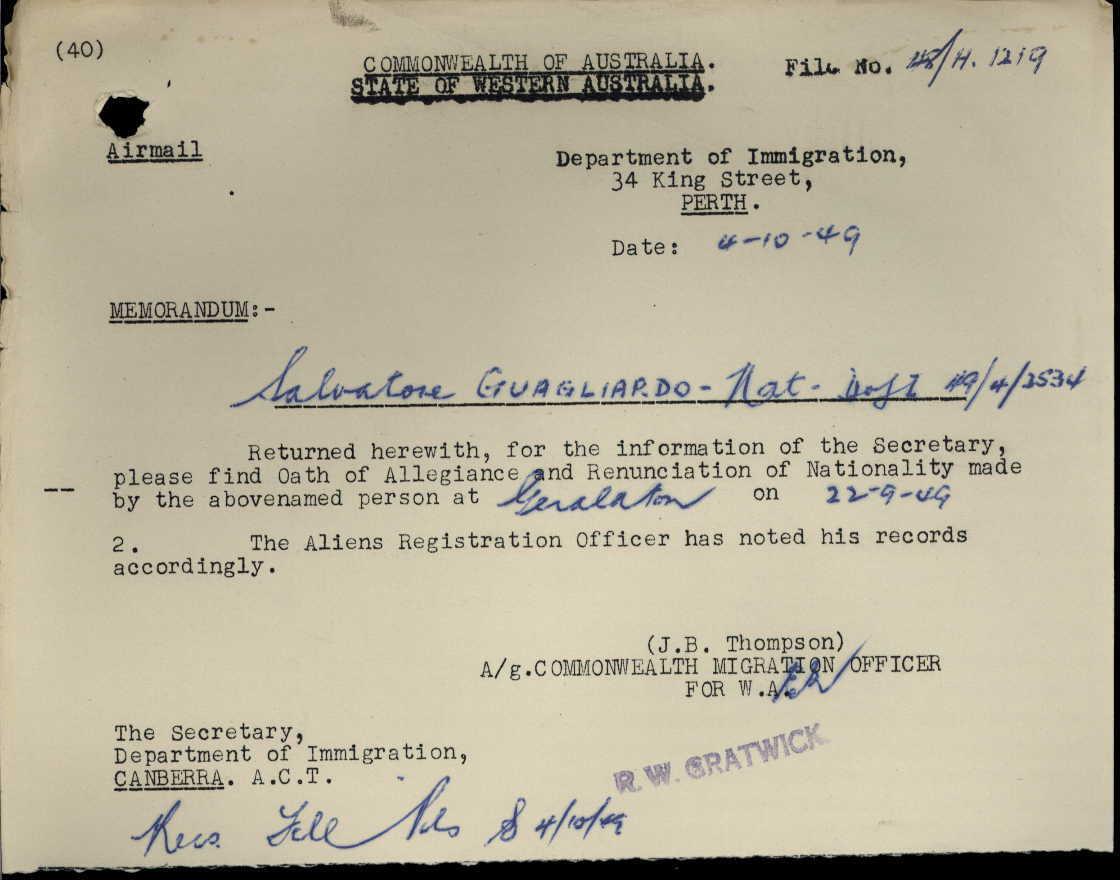 (40)
COMMONWEALTH OF AUSTRALIA.
STATE OF WESTERN AUSTRALIA.
File No. 48/H. 1219
Airmail
Department of Immigration,
34 King Street,
PERTH.
Date: 4-10-49
MEMORANDUM:-
Salvatore GUAGLIARDO - Nat- 49/4/3534
Returned herewith, for the information of the Secretary,
please find Oath of Allegiance and Renunciation of Nationality made
by the abovenamed person at Geralaton on 22-9-49
2. The Aliens Registration Officer has noted his records
accordingly.
(J.B. Thompson)
A/g.COMMONWEALTH MIGRATION OFFICER
FOR W.A.
The Secretary,
Department of Immigration,
CANBERRA. A.C.T.
R.W. GRATWICK
4/10/49